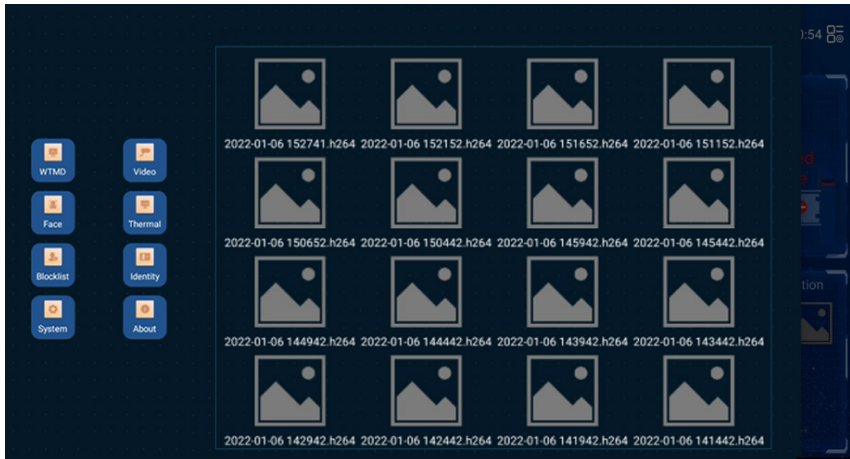 :54
2022-01-06 152741.h264 2022-01-06 152152.h264 2022-01-06 151652.h264 2022-01-06 151152.h264
WTMD
Video
Face
Thermal
2022-01-06 150652.h264 2022-01-06 150442.h264 2022-01-06 145942.h264 2022-01-06 145442.h264
Blocklist
Identity
System
About
2022-01-06 144942.h264 2022-01-06 144442.h264 2022-01-06 143942.h264 2022-01-06 143442.h264
2022-01-06 142942.h264 2022-01-06 142442.h264 2022-01-06 141942.h264 2022-01-06 141442.h264